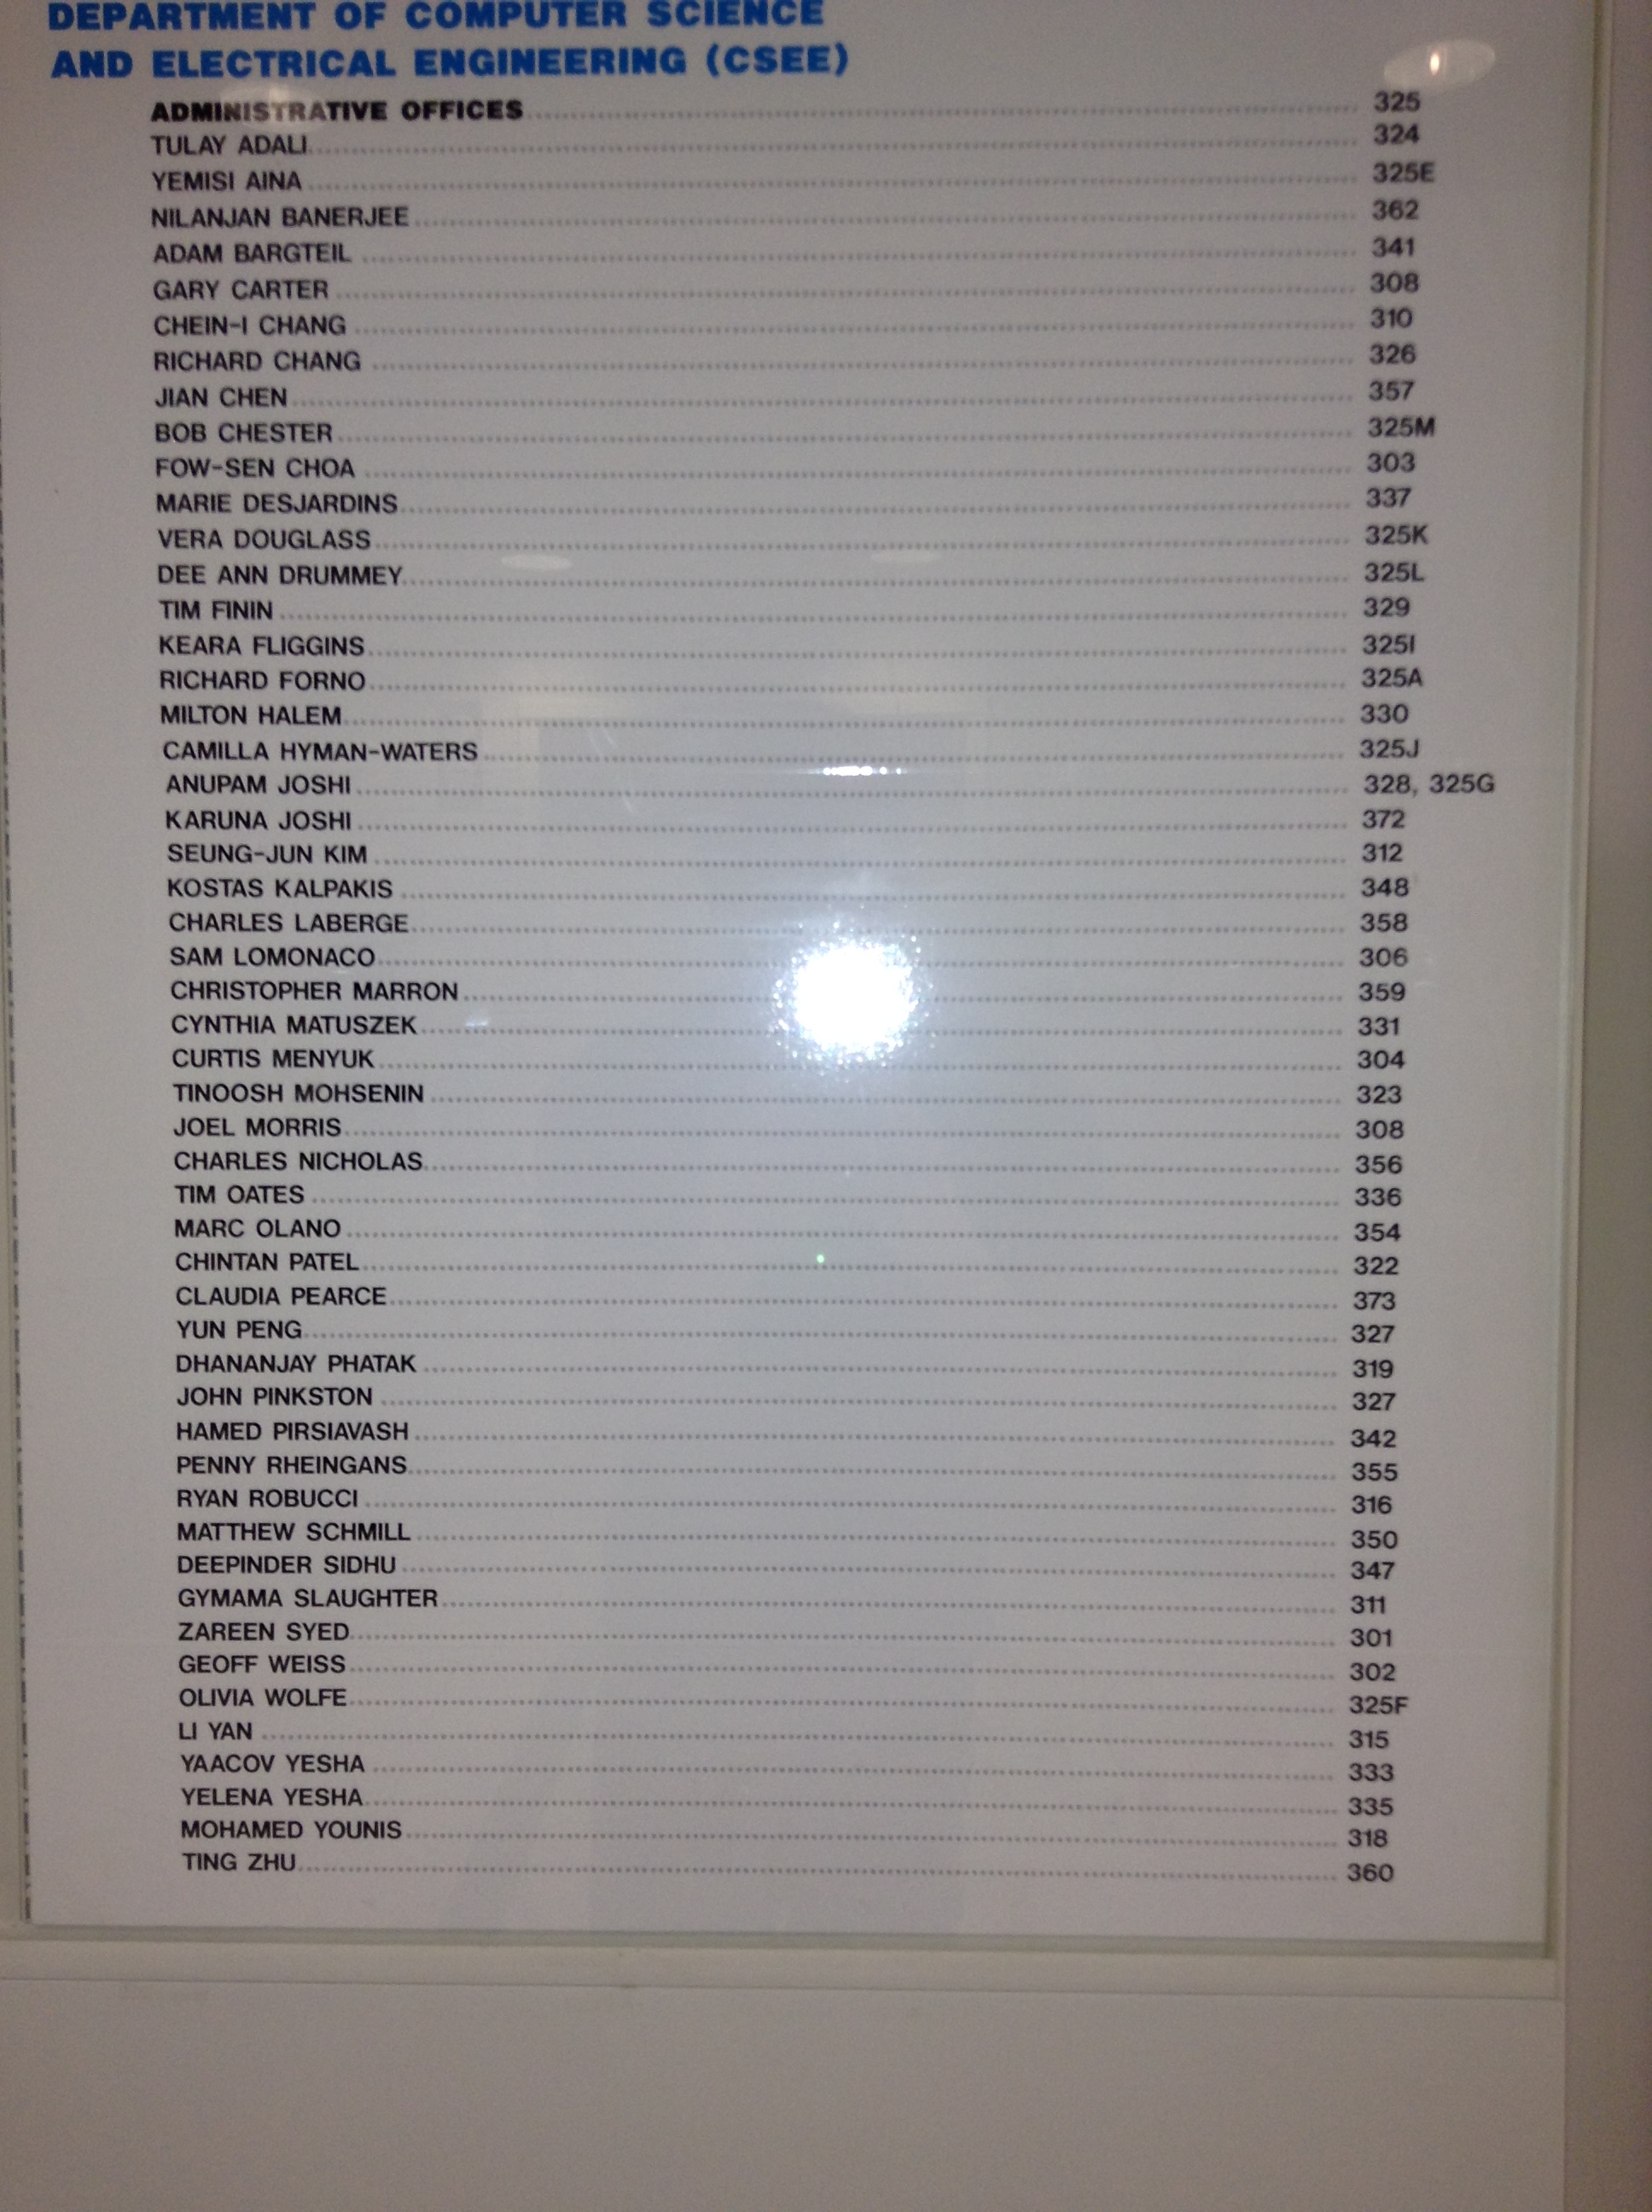 DEPARTMENT OF COMPUTER SCIENCE
AND ELECTRICAL ENGINEERING (CSEE)
ADMINISTRATIVE OFFICES 325
TULAY ADALI 324
YEMISI AINA 325E
NILANJAN BANERJEE 362
ADAM BARGTEIL 341
GARY CARTER 308
CHEIN-I CHANG 310
RICHARD CHANG 326
JIAN CHEN 357
BOB CHESTER 325M
FOW-SEN CHOA 303
MARIE DESJARDINS 337
VERA DOUGLASS 325K
DEE ANN DRUMMEY 325L
TIM FININ 329
KEARA FLIGGINS 325I
RICHARD FORNO 325A
MILTON HALEM 330
CAMILLA HYMAN-WATERS 325J
ANUPAM JOSHI 328, 325G
KARUNA JOSHI 372
SEUNG-JUN KIM 312
KOSTAS KALPAKIS 348
CHARLES LABERGE 358
SAM LOMONACO 306
CHRISTOPHER MARRON 359
CYNTHIA MATUSZEK 331
CURTIS MENYUK 304
TINOOSH MOHSENIN 323
JOEL MORRIS 308
CHARLES NICHOLAS 356
TIM OATES 336
MARC OLANO 354
CHINTAN PATEL 322
CLAUDIA PEARCE 373
YUN PENG 327
DHANANJAY PHATAK 319
JOHN PINKSTON 327
HAMED PIRSIAVASH 342
PENNY RHEINGANS 355
RYAN ROBUCCI 316
MATTHEW SCHMILL 350
DEEPINDER SIDHU 347
GYMAMA SLAUGHTER 311
ZAREEN SYED 301
GEOFF WEISS 302
OLIVIA WOLFE 325F
LI YAN 315
YAACOV YESHA 333
YELENA YESHA 335
MOHAMED YOUNIS 318
TING ZHU 360